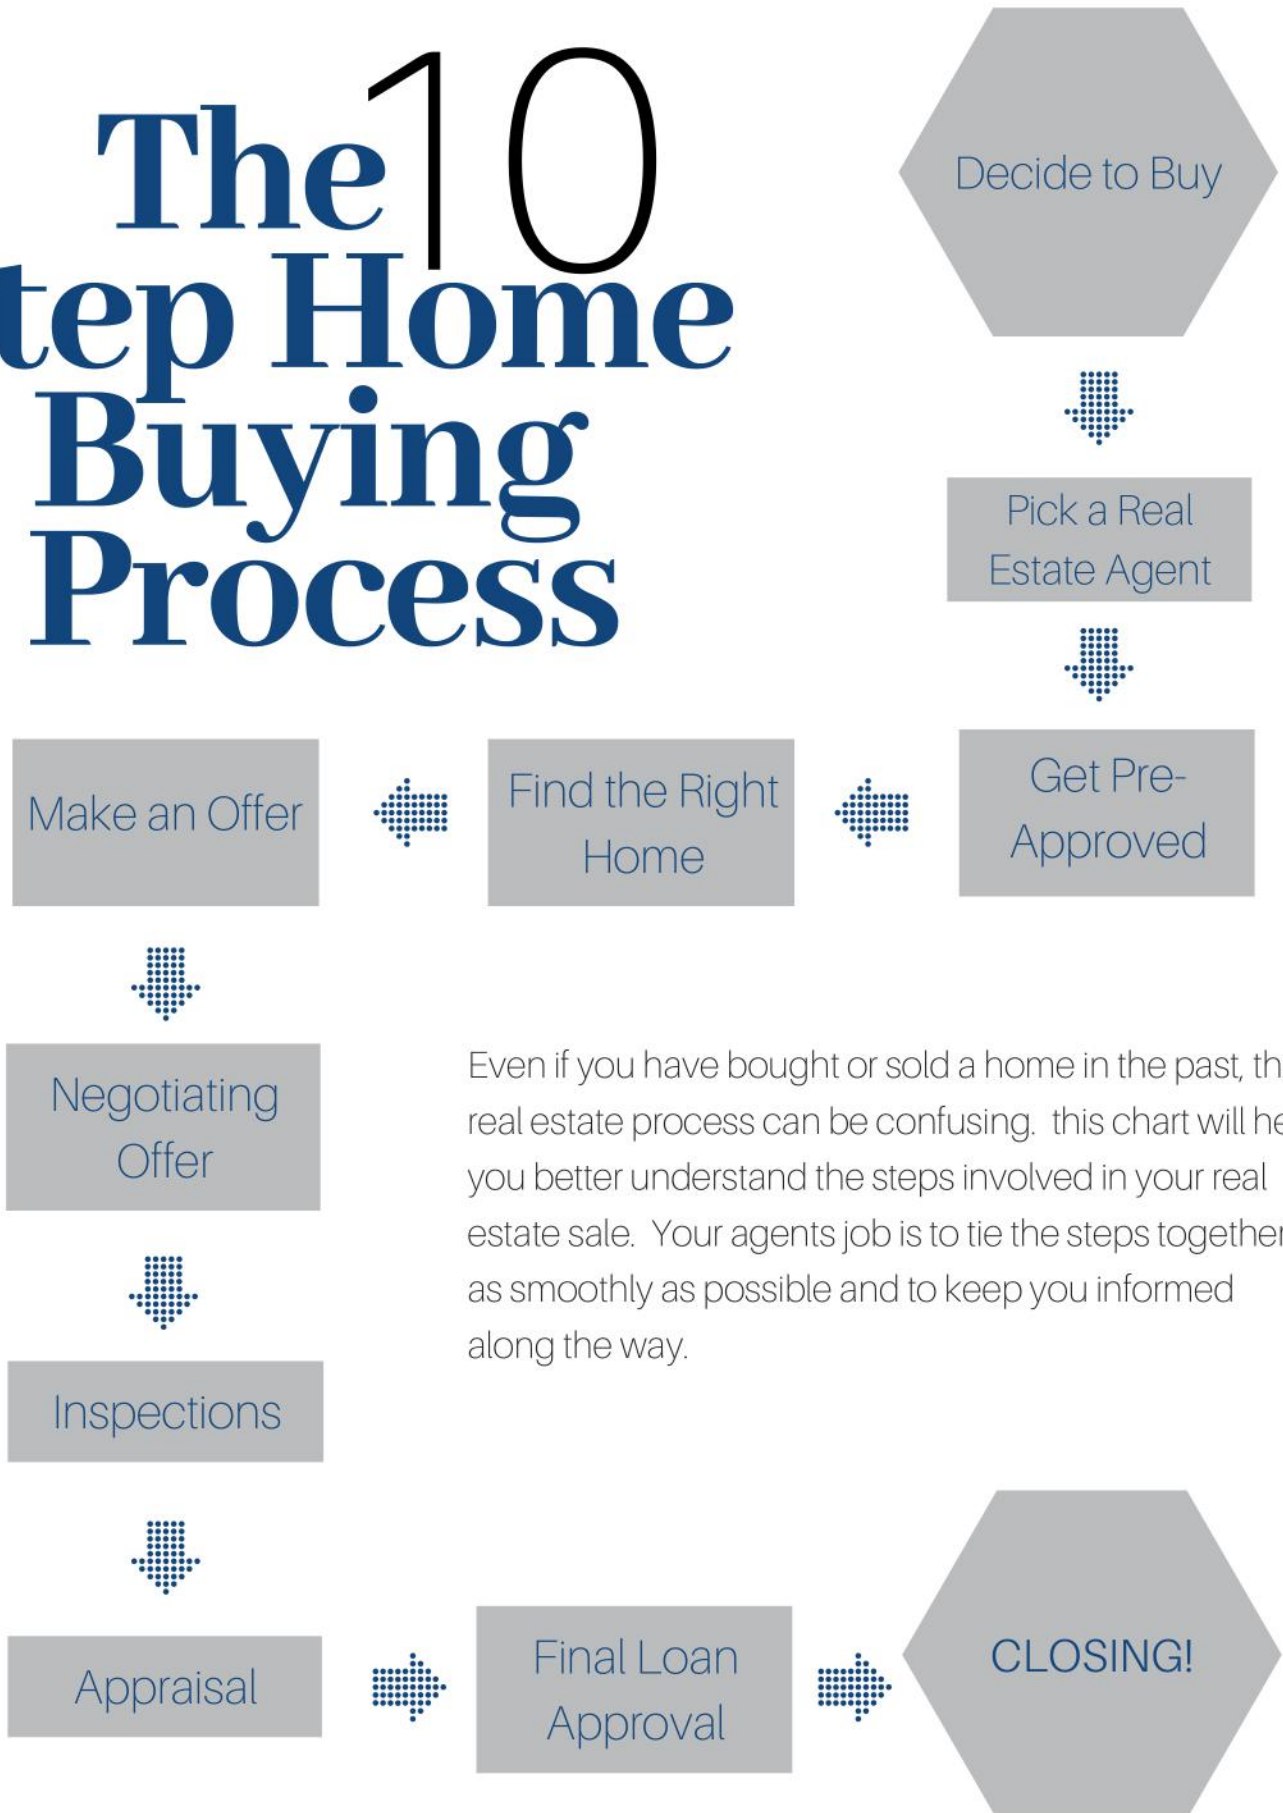 The 10
tep Home
Buying
Process
Decide to Buy
Pick a Real
Estate Agent
Get Pre-
Approved
Find the Right
Home
Make an Offer
Negotiating
Offer
Inspections
Appraisal
Final Loan
Approval
CLOSING!
Even if you have bought or sold a home in the past, th
real estate process can be confusing.  this chart will he
you better understand the steps involved in your real
estate sale.  Your agents job is to tie the steps together
as smoothly as possible and to keep you informed
along the way.